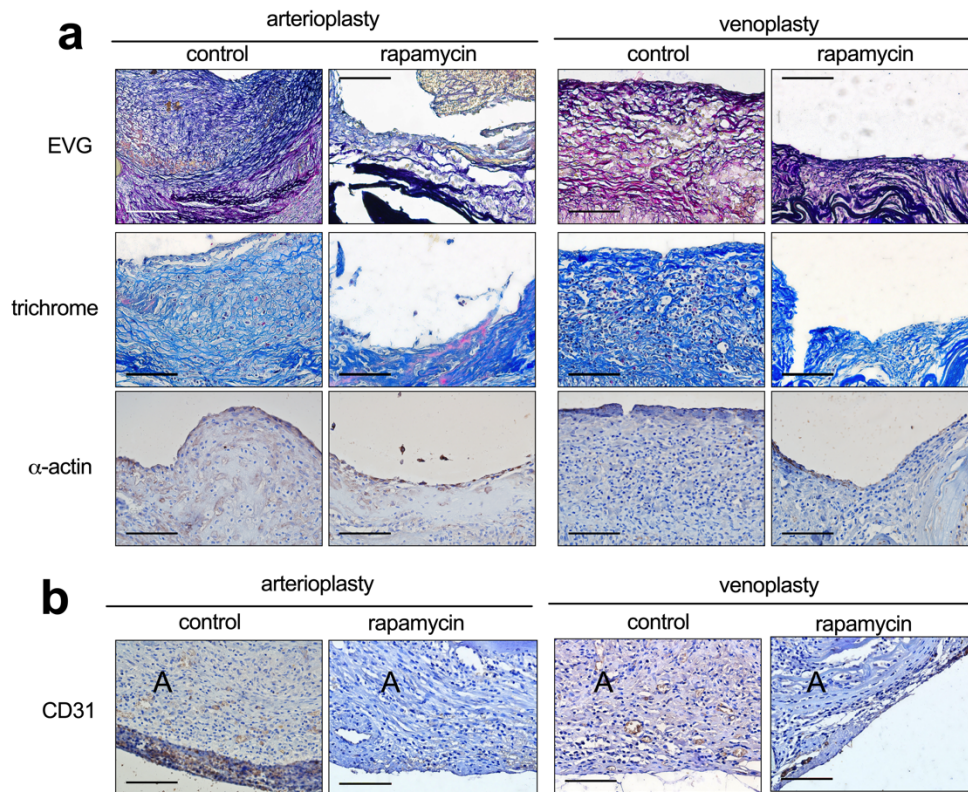 a
arterioplasty
venoplasty
control
rapamycin
control
rapamycin
EVG
trichrome
α-actin
b
arterioplasty
venoplasty
control
rapamycin
control
rapamycin
CD31
A
A
A
A